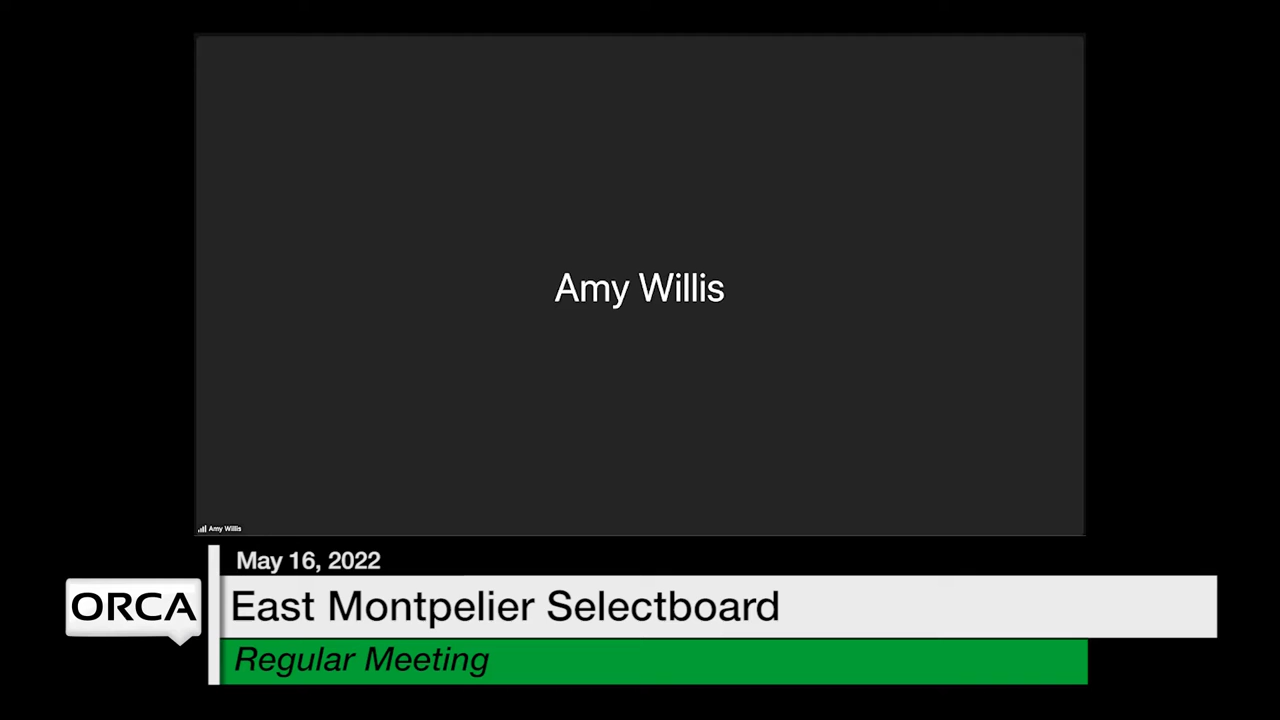 Amy Willis
Amy Willis
May 16, 2022
ORCA
East Montpelier Selectboard
Regular Meeting